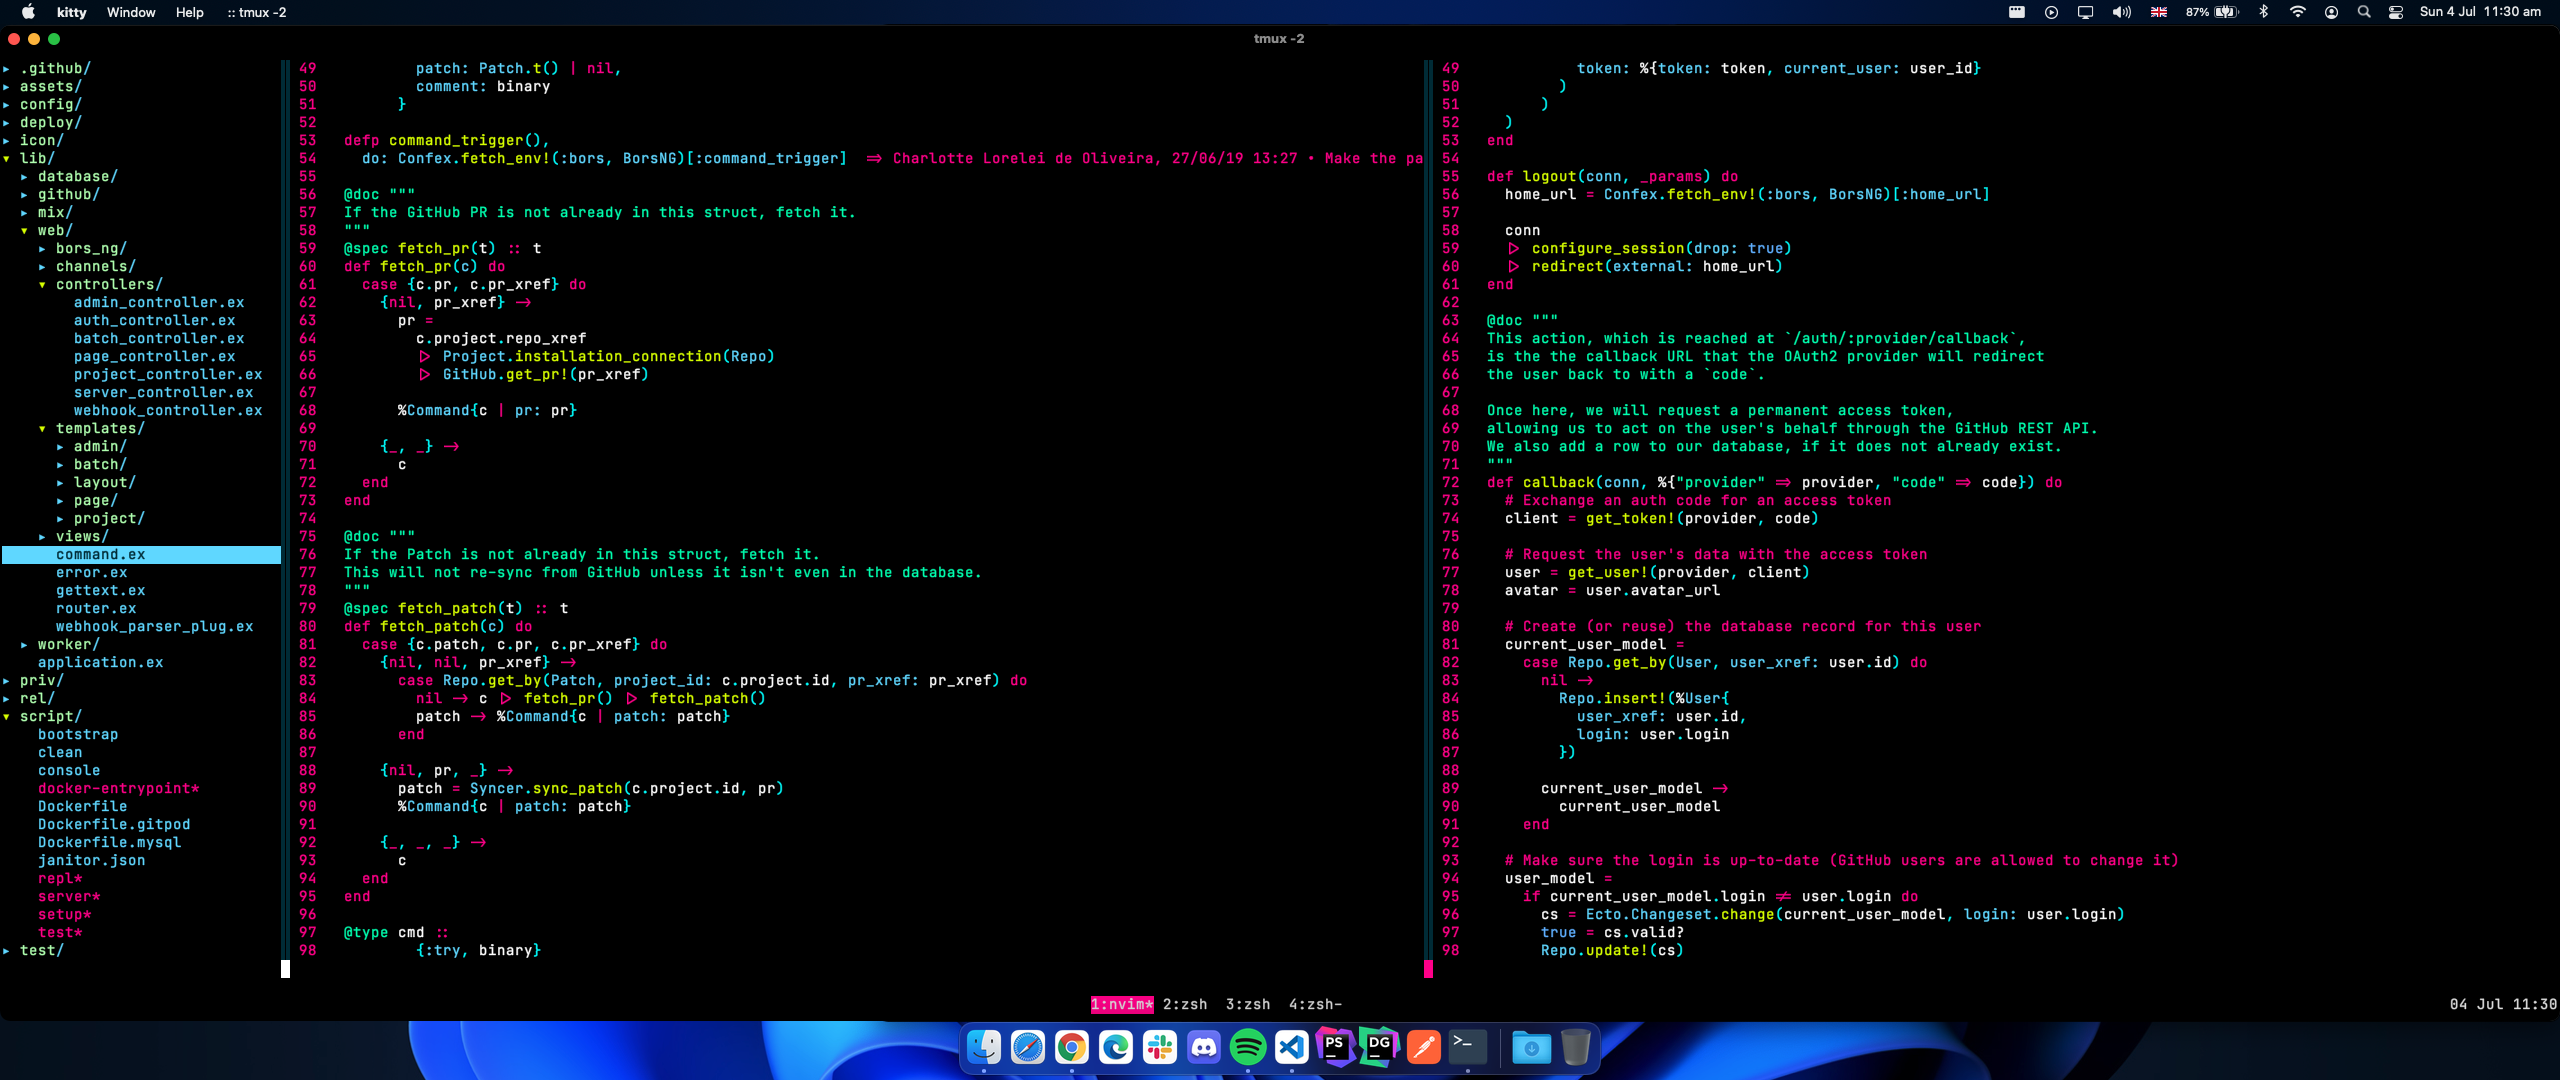 kitty Window Help :: tmux -2
87% Sun 4 Jul 11:30 am
tmux -2
▸ .github/
▸ assets/
▸ config/
▸ deploy/
▸ icon/
▾ lib/
▸ database/
▸ github/
▸ mix/
▾ web/
▸ bors_ng/
▸ channels/
▾ controllers/
admin_controller.ex
auth_controller.ex
batch_controller.ex
page_controller.ex
project_controller.ex
server_controller.ex
webhook_controller.ex
▾ templates/
▸ admin/
▸ batch/
▸ layout/
▸ page/
▸ project/
▸ views/
command.ex
error.ex
gettext.ex
router.ex
webhook_parser_plug.ex
▸ worker/
application.ex
▸ priv/
▸ rel/
▾ script/
bootstrap
clean
console
docker-entrypoint*
Dockerfile
Dockerfile.gitpod
Dockerfile.mysql
janitor.json
repl*
server*
setup*
test*
▸ test/
49 patch: Patch.t() | nil,
50 comment: binary
51 }
52
53 defp command_trigger(),
54 do: Confex.fetch_env!(:bors, BorsNG)[:command_trigger] => Charlotte Lorelei de Oliveira, 27/06/19 13:27 • Make the pa
55
56 @doc """
57 If the GitHub PR is not already in this struct, fetch it.
58 """
59 @spec fetch_pr(t) :: t
60 def fetch_pr(c) do
61 case {c.pr, c.pr_xref} do
62 {nil, pr_xref} ->
63 pr =
64 c.project.repo_xref
65 |> Project.installation_connection(Repo)
66 |> GitHub.get_pr!(pr_xref)
67
68 %Command{c | pr: pr}
69
70 {_, _} ->
71 c
72 end
73 end
74
75 @doc """
76 If the Patch is not already in this struct, fetch it.
77 This will not re-sync from GitHub unless it isn't even in the database.
78 """
79 @spec fetch_patch(t) :: t
80 def fetch_patch(c) do
81 case {c.patch, c.pr, c.pr_xref} do
82 {nil, nil, pr_xref} ->
83 case Repo.get_by(Patch, project_id: c.project.id, pr_xref: pr_xref) do
84 nil -> c |> fetch_pr() |> fetch_patch()
85 patch -> %Command{c | patch: patch}
86 end
87
88 {nil, pr, _} ->
89 patch = Syncer.sync_patch(c.project.id, pr)
90 %Command{c | patch: patch}
91
92 {_, _, _} ->
93 c
94 end
95 end
96
97 @type cmd ::
98 {:try, binary}
49 token: %{token: token, current_user: user_id}
50 )
51 )
52 )
53 end
54
55 def logout(conn, _params) do
56 home_url = Confex.fetch_env!(:bors, BorsNG)[:home_url]
57
58 conn
59 |> configure_session(drop: true)
60 |> redirect(external: home_url)
61 end
62
63 @doc """
64 This action, which is reached at `/auth/:provider/callback`,
65 is the the callback URL that the OAuth2 provider will redirect
66 the user back to with a `code`.
67
68 Once here, we will request a permanent access token,
69 allowing us to act on the user's behalf through the GitHub REST API.
70 We also add a row to our database, if it does not already exist.
71 """
72 def callback(conn, %{"provider" => provider, "code" => code}) do
73 # Exchange an auth code for an access token
74 client = get_token!(provider, code)
75
76 # Request the user's data with the access token
77 user = get_user!(provider, client)
78 avatar = user.avatar_url
79
80 # Create (or reuse) the database record for this user
81 current_user_model =
82 case Repo.get_by(User, user_xref: user.id) do
83 nil ->
84 Repo.insert!(%User{
85 user_xref: user.id,
86 login: user.login
87 })
88
89 current_user_model ->
90 current_user_model
91 end
92
93 # Make sure the login is up-to-date (GitHub users are allowed to change it)
94 user_model =
95 if current_user_model.login != user.login do
96 cs = Ecto.Changeset.change(current_user_model, login: user.login)
97 true = cs.valid?
98 Repo.update!(cs)
1:nvim* 2:zsh 3:zsh 4:zsh-
04 Jul 11:30
PS
DG